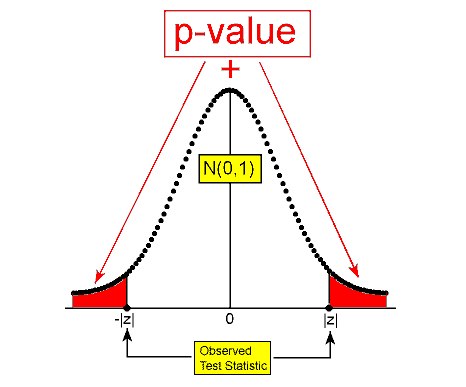 p-value
+
N(0,1)
-|z| 0 |z|
Observed
Test Statistic